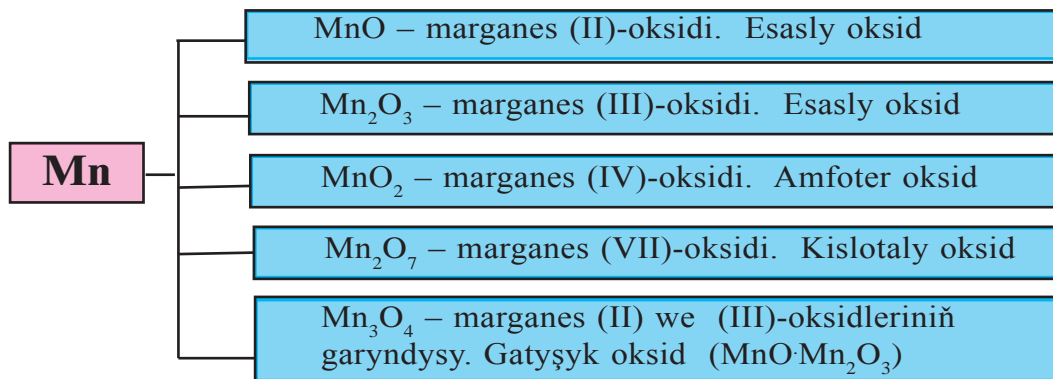 MnO – marganes (II)-oksidi. Esasly oksid
Mn₂O₃ – marganes (III)-oksidi. Esasly oksid
Mn
MnO₂ – marganes (IV)-oksidi. Amfoter oksid
Mn₂O₇ – marganes (VII)-oksidi. Kislotaly oksid
Mn₃O₄ – marganes (II) we (III)-oksidleriniň
garyndysy. Gatyşyk oksid (MnO·Mn₂O₃)